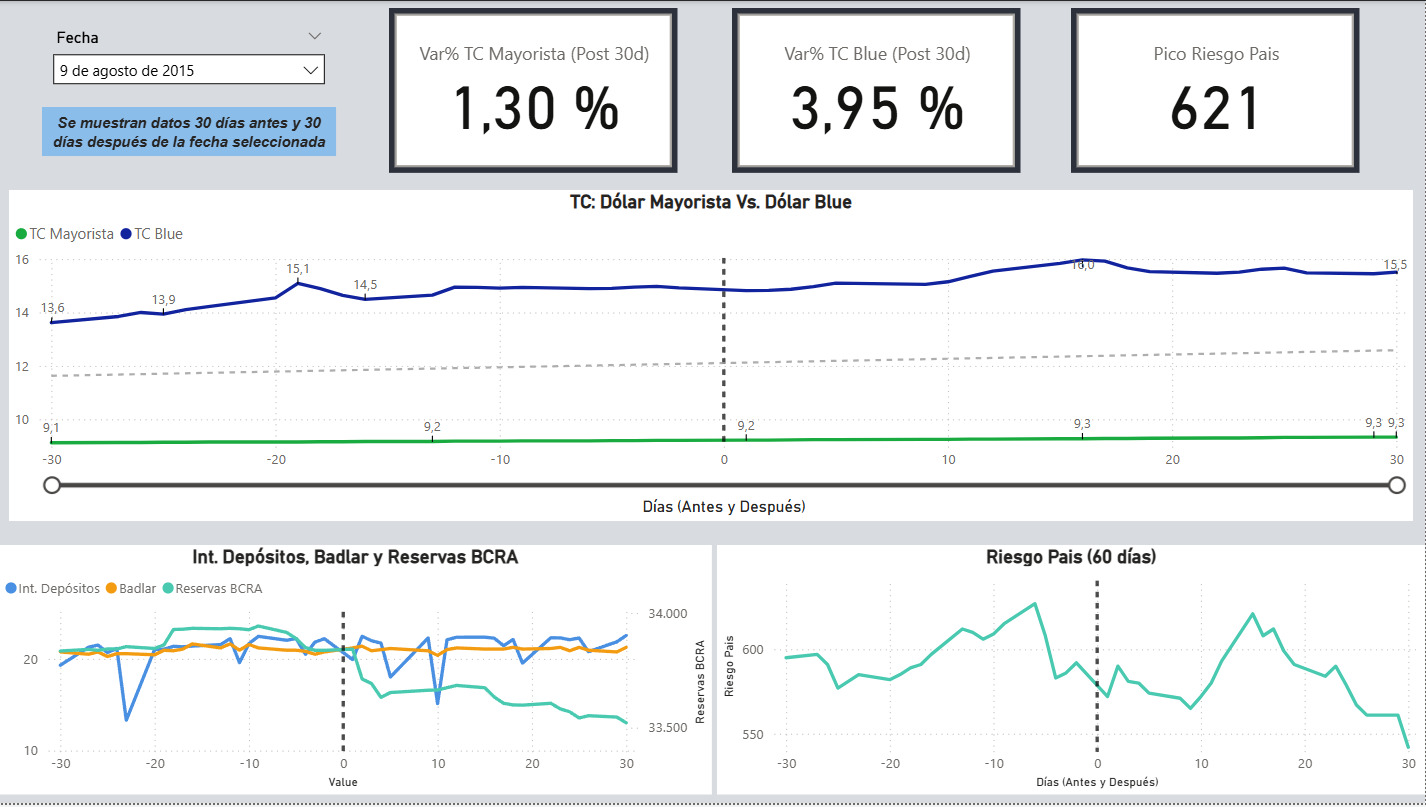 Fecha
9 de agosto de 2015
Se muestran datos 30 días antes y 30
días después de la fecha seleccionada
Var% TC Mayorista (Post 30d)
1,30 %
Var% TC Blue (Post 30d)
3,95 %
Pico Riesgo Pais
621
TC: Dólar Mayorista Vs. Dólar Blue
TC Mayorista TC Blue
16
14
12
10
13,6
13,9
15,1
14,5
16,0
15,5
9,1
9,2
9,2
9,3
9,3
9,3
-30 -20 -10 0 10 20 30
Días (Antes y Después)
Int. Depósitos, Badlar y Reservas BCRA
Int. Depósitos Badlar Reservas BCRA
20
10
34.000
33.500
Reservas BCRA
-30 -20 -10 0 10 20 30
Value
Riesgo Pais (60 días)
Riesgo Pais
600
550
-30 -20 -10 0 10 20 30
Días (Antes y Después)